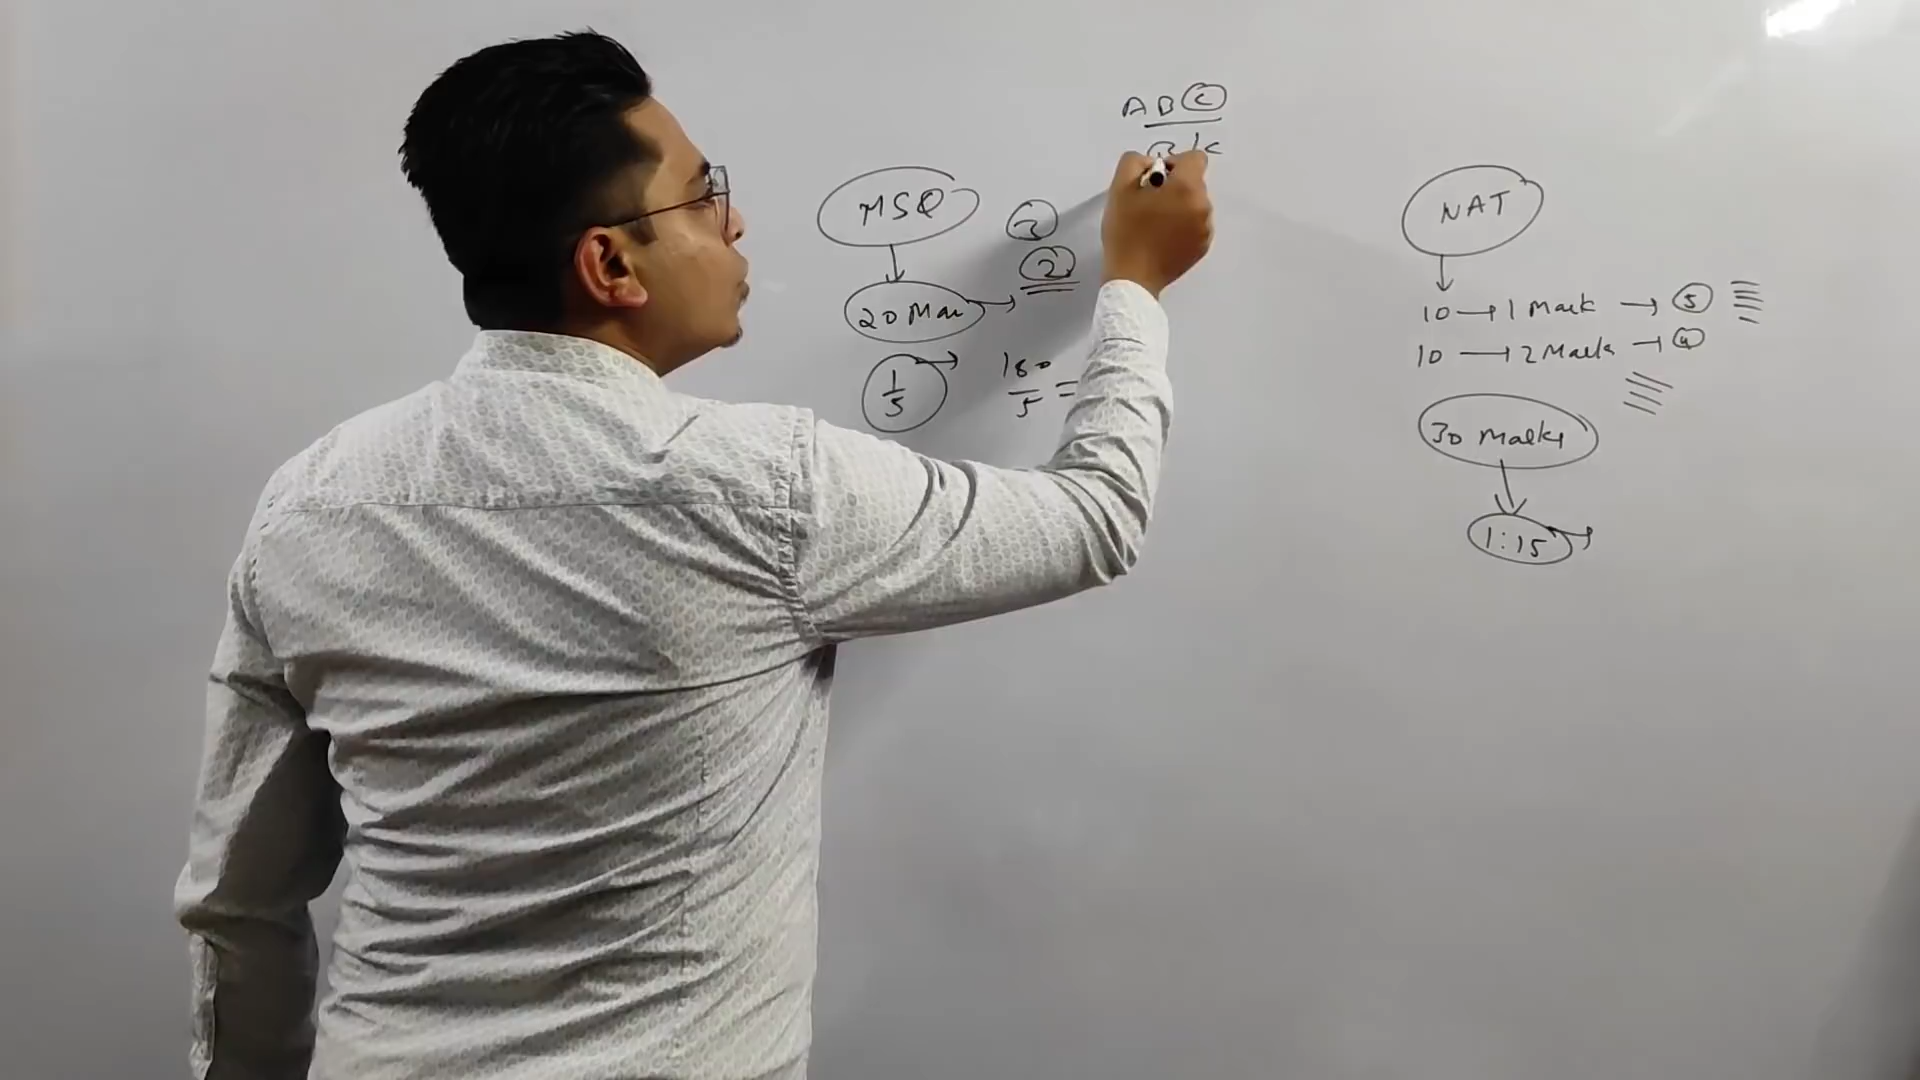 A B C
B C
MSQ
3
2
20 Mar
1/5
180/5 =
NAT
10 → 1 Mark → 5
10 → 2 Marks → 4
30 Marks
1:15